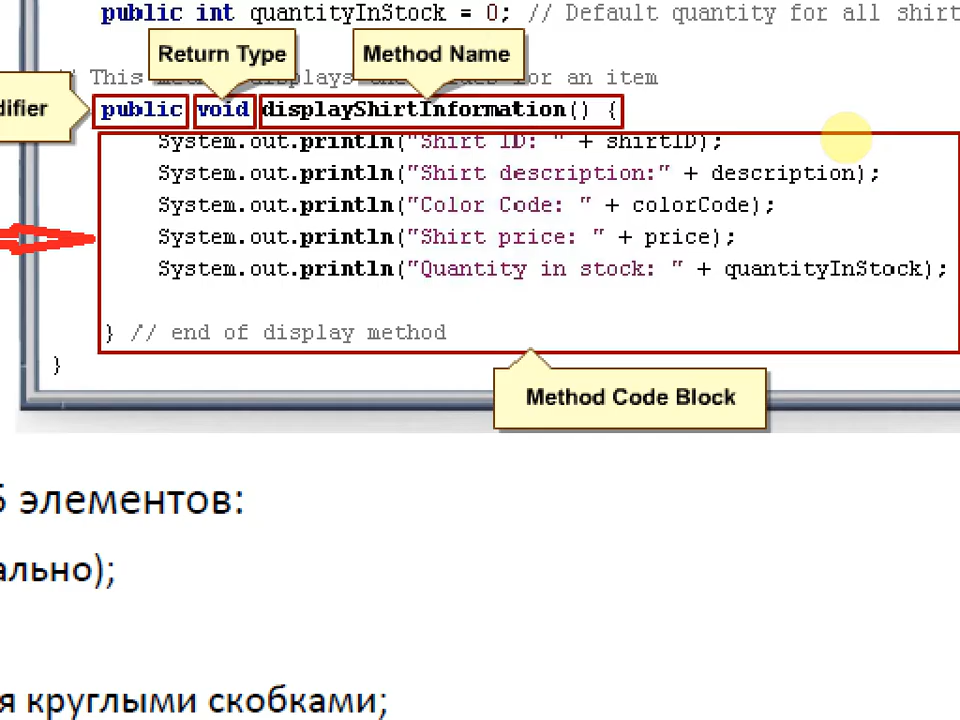 public int quantityInStock = 0; // Default quantity for all shirt
Return Type
Method Name
// This for an item
difier
public void displayShirtInformation() {
System.out.println("Shirt ID: " + shirtID);
System.out.println("Shirt description:" + description);
System.out.println("Color Code: " + colorCode);
System.out.println("Shirt price: " + price);
System.out.println("Quantity in stock: " + quantityInStock);
} // end of display method
}
Method Code Block
5 элементов:
ально);
я круглыми скобками;